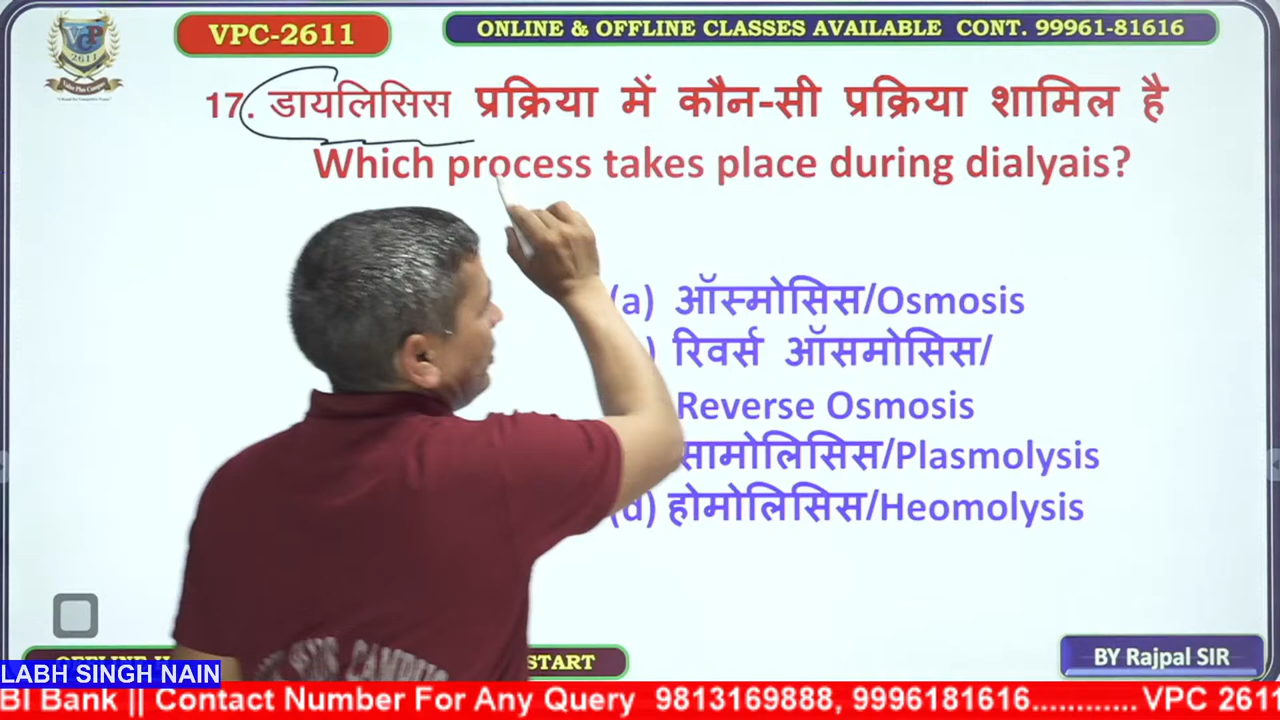 VPC-2611
ONLINE & OFFLINE CLASSES AVAILABLE CONT. 99961-81616
17. डायलिसिस प्रक्रिया में कौन-सी प्रक्रिया शामिल है
Which process takes place during dialyais?
(a) ऑस्मोसिस/Osmosis
) रिवर्स ऑसमोसिस/
Reverse Osmosis
सामोलिसिस/Plasmolysis
(d) होमोलिसिस/Heomolysis
START
BY Rajpal SIR
LABH SINGH NAIN
BI Bank || Contact Number For Any Query 9813169888, 9996181616............ VPC 2611